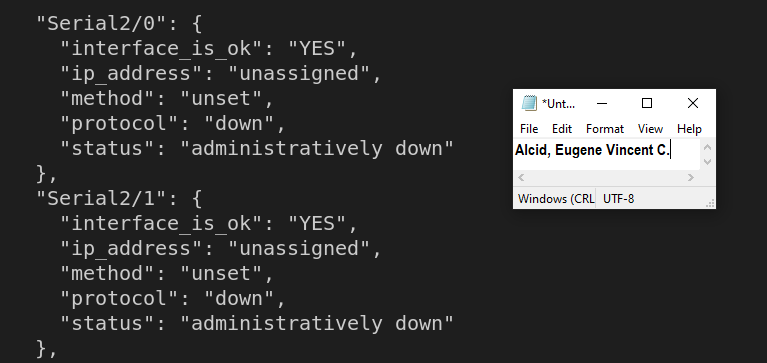 "Serial2/0": {
"interface_is_ok": "YES",
"ip_address": "unassigned",
"method": "unset",
"protocol": "down",
"status": "administratively down"
},
"Serial2/1": {
"interface_is_ok": "YES",
"ip_address": "unassigned",
"method": "unset",
"protocol": "down",
"status": "administratively down"
},
*Unt...
File Edit Format View Help
Alcid, Eugene Vincent C.
Windows (CRL UTF-8